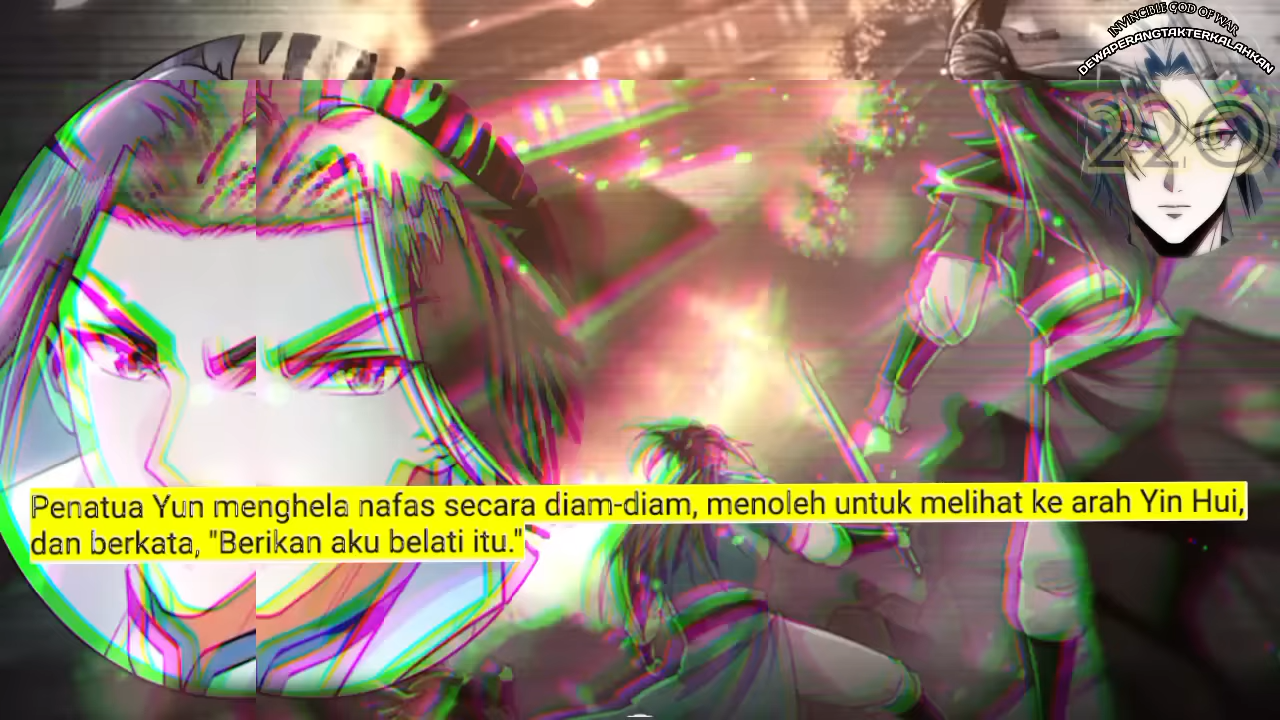 INVINCIBLE GOD OF WAR
DEWAPERANGTAKTERKALAHKAN
220
Penatua Yun menghela nafas secara diam-diam, menoleh untuk melihat ke arah Yin Hui,
dan berkata, "Berikan aku belati itu."